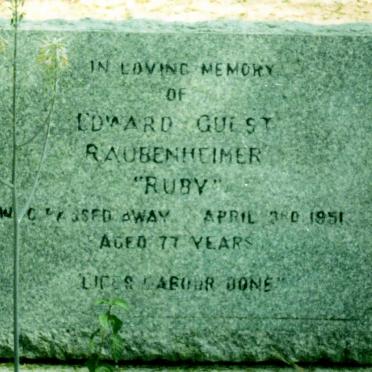 IN LOVING MEMORY
OF
EDWARD GUEST
RAUBENHEIMER
"RUBY"
WHO PASSED AWAY APRIL 3RD 1951
AGED 77 YEARS
"LIFES LABOUR DONE"